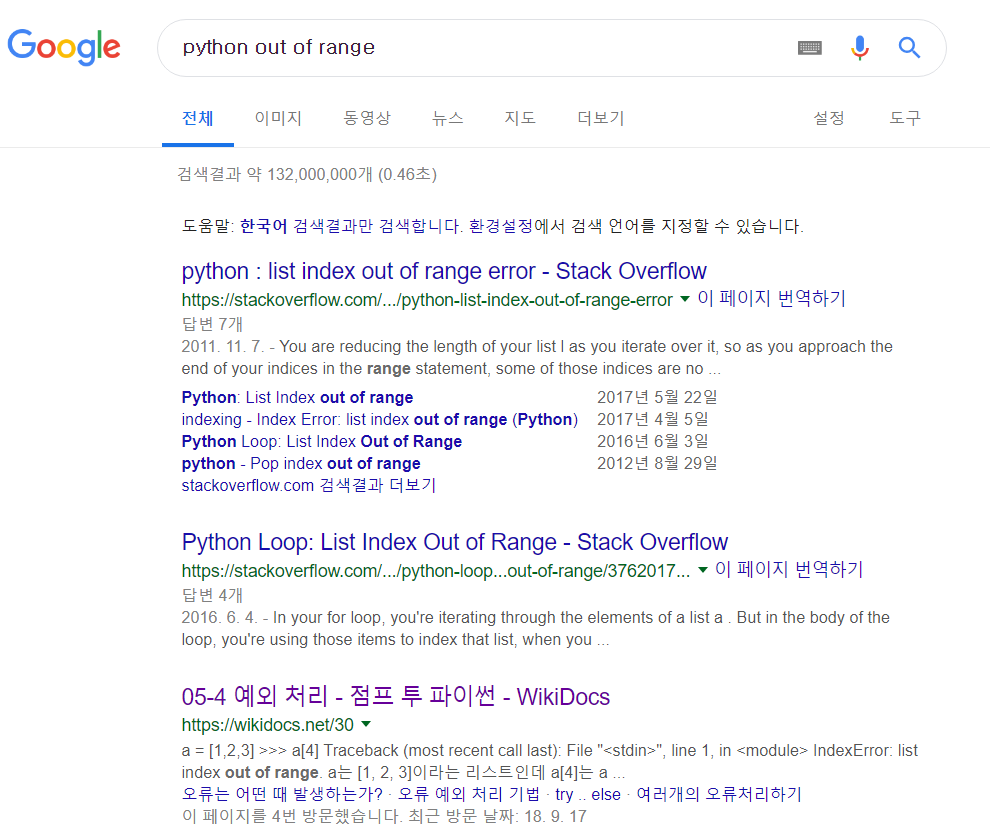 Google
python out of range
전체 이미지 동영상 뉴스 지도 더보기 설정 도구
검색결과 약 132,000,000개 (0.46초)
도움말: 한국어 검색결과만 검색합니다. 환경설정에서 검색 언어를 지정할 수 있습니다.
python : list index out of range error - Stack Overflow
https://stackoverflow.com/.../python-list-index-out-of-range-error ▼ 이 페이지 번역하기
답변 7개
2011. 11. 7. - You are reducing the length of your list l as you iterate over it, so as you approach the
end of your indices in the range statement, some of those indices are no ...
Python: List Index out of range 2017년 5월 22일
indexing - Index Error: list index out of range (Python) 2017년 4월 5일
Python Loop: List Index Out of Range 2016년 6월 3일
python - Pop index out of range 2012년 8월 29일
stackoverflow.com 검색결과 더보기
Python Loop: List Index Out of Range - Stack Overflow
https://stackoverflow.com/.../python-loop...out-of-range/3762017... ▼ 이 페이지 번역하기
답변 4개
2016. 6. 4. - In your for loop, you're iterating through the elements of a list a . But in the body of the
loop, you're using those items to index that list, when you ...
05-4 예외 처리 - 점프 투 파이썬 - WikiDocs
https://wikidocs.net/30 ▼
a = [1,2,3] >>> a[4] Traceback (most recent call last): File "<stdin>", line 1, in <module> IndexError: list
index out of range. a는 [1, 2, 3]이라는 리스트인데 a[4]는 a ...
오류는 어떤 때 발생하는가? · 오류 예외 처리 기법 · try .. else · 여러개의 오류처리하기
이 페이지를 4번 방문했습니다. 최근 방문 날짜: 18. 9. 17